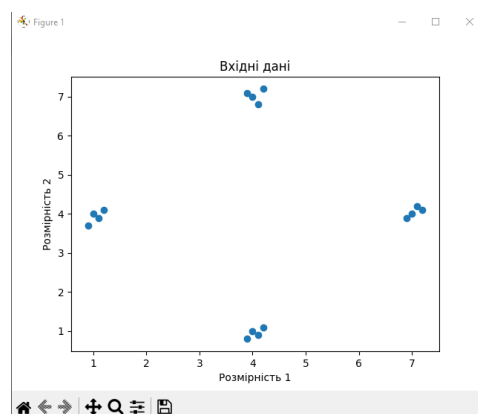 Figure 1
Вхідні дані
7
6
5
4
3
2
1
Розмірність 2
1 2 3 4 5 6 7
Розмірність 1